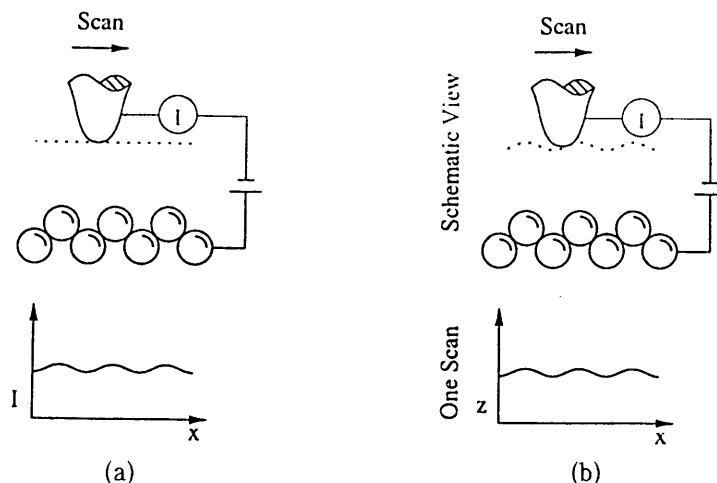 Scan
I
I
x
(a)
Schematic View
Scan
I
One Scan
z
x
(b)